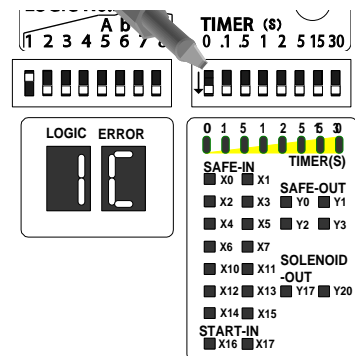 A b
TIMER (S)
1 2 3 4 5 6 7 8
0 .1 .5 1 2 5 15 30
LOGIC ERROR
1C
0 1 5 1 2 5 15 30
TIMER(S)
SAFE-IN
X0 X1
SAFE-OUT
X2 X3 Y0 Y1
X4 X5 Y2 Y3
X6 X7
SOLENOID
-OUT
X10 X11
X12 X13 Y17 Y20
X14 X15
START-IN
X16 X17